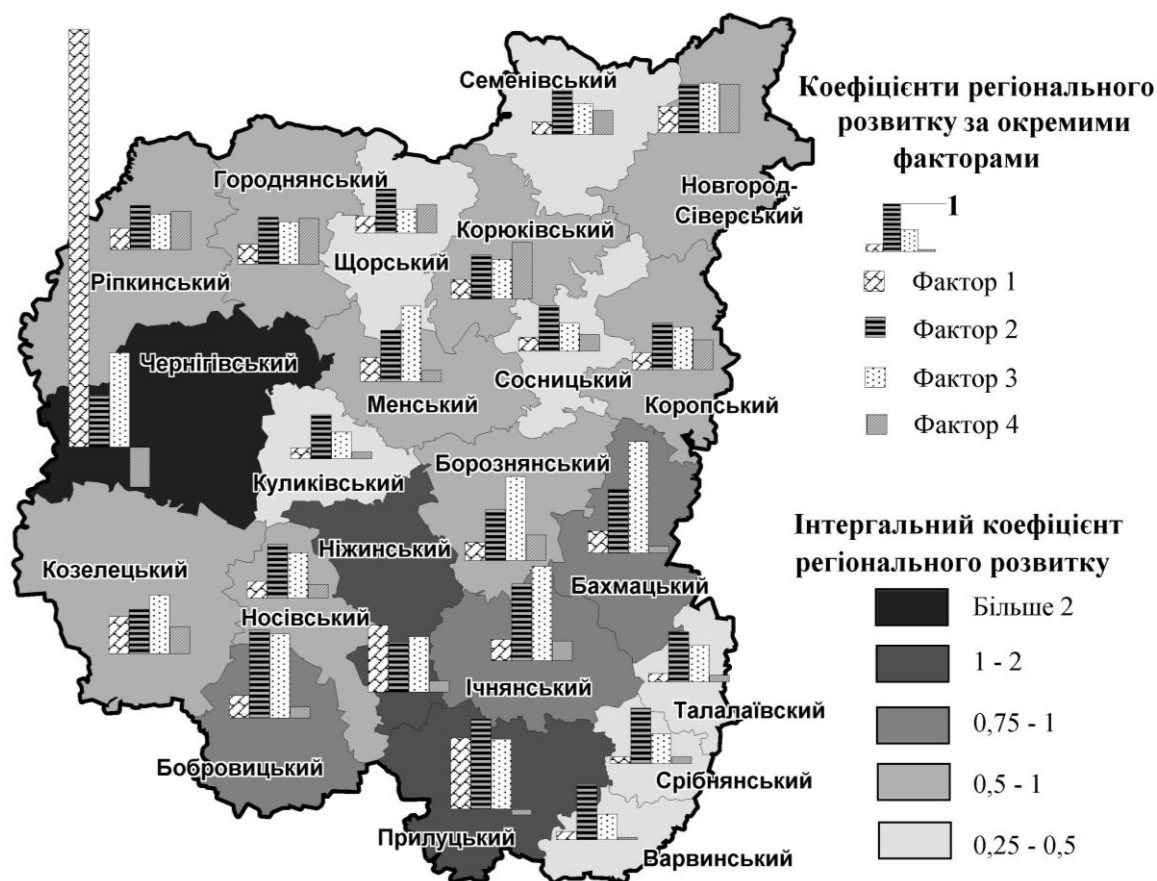 Семенівський
Городнянський
Новгород-
Сіверський
Корюківський
Щорський
Ріпкинський
Чернігівський
Сосницький
Менський
Коропський
Борознянський
Куликівський
Ніжинський
Козелецький
Бахмацький
Носівський
Ічнянський
Талалаївский
Бобровицький
Срібнянський
Прилуцький
Варвинський
Коефіцієнти регіонального
розвитку за окремими
факторами
1
Фактор 1
Фактор 2
Фактор 3
Фактор 4
Інтергальний коефіцієнт
регіонального розвитку
Більше 2
1 - 2
0,75 - 1
0,5 - 1
0,25 - 0,5